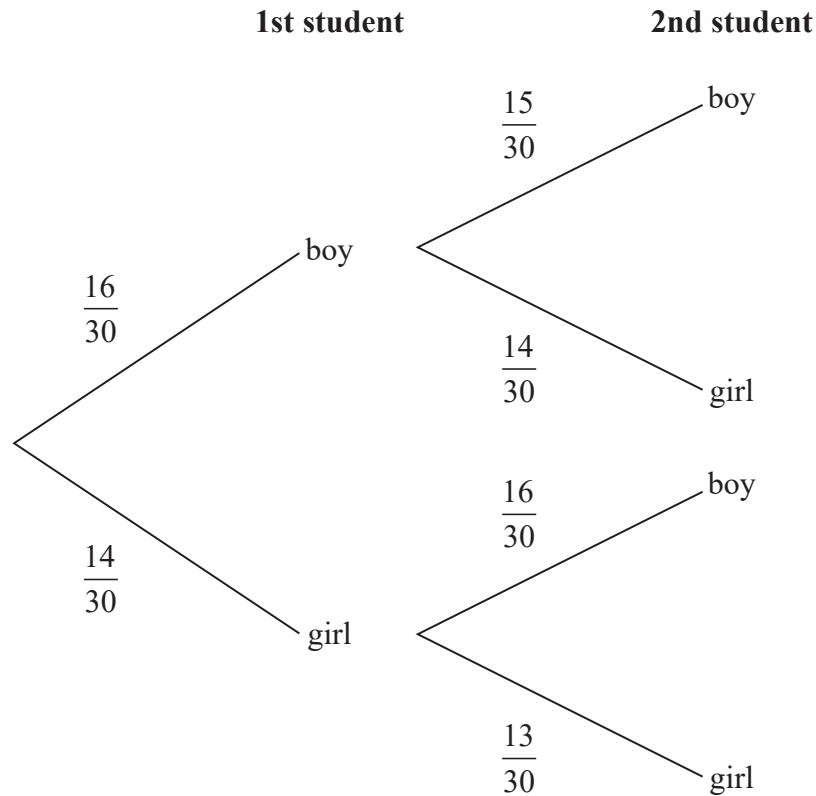 1st student 2nd student
15/30 boy
boy
16/30
14/30 girl
16/30 boy
14/30
girl
13/30 girl